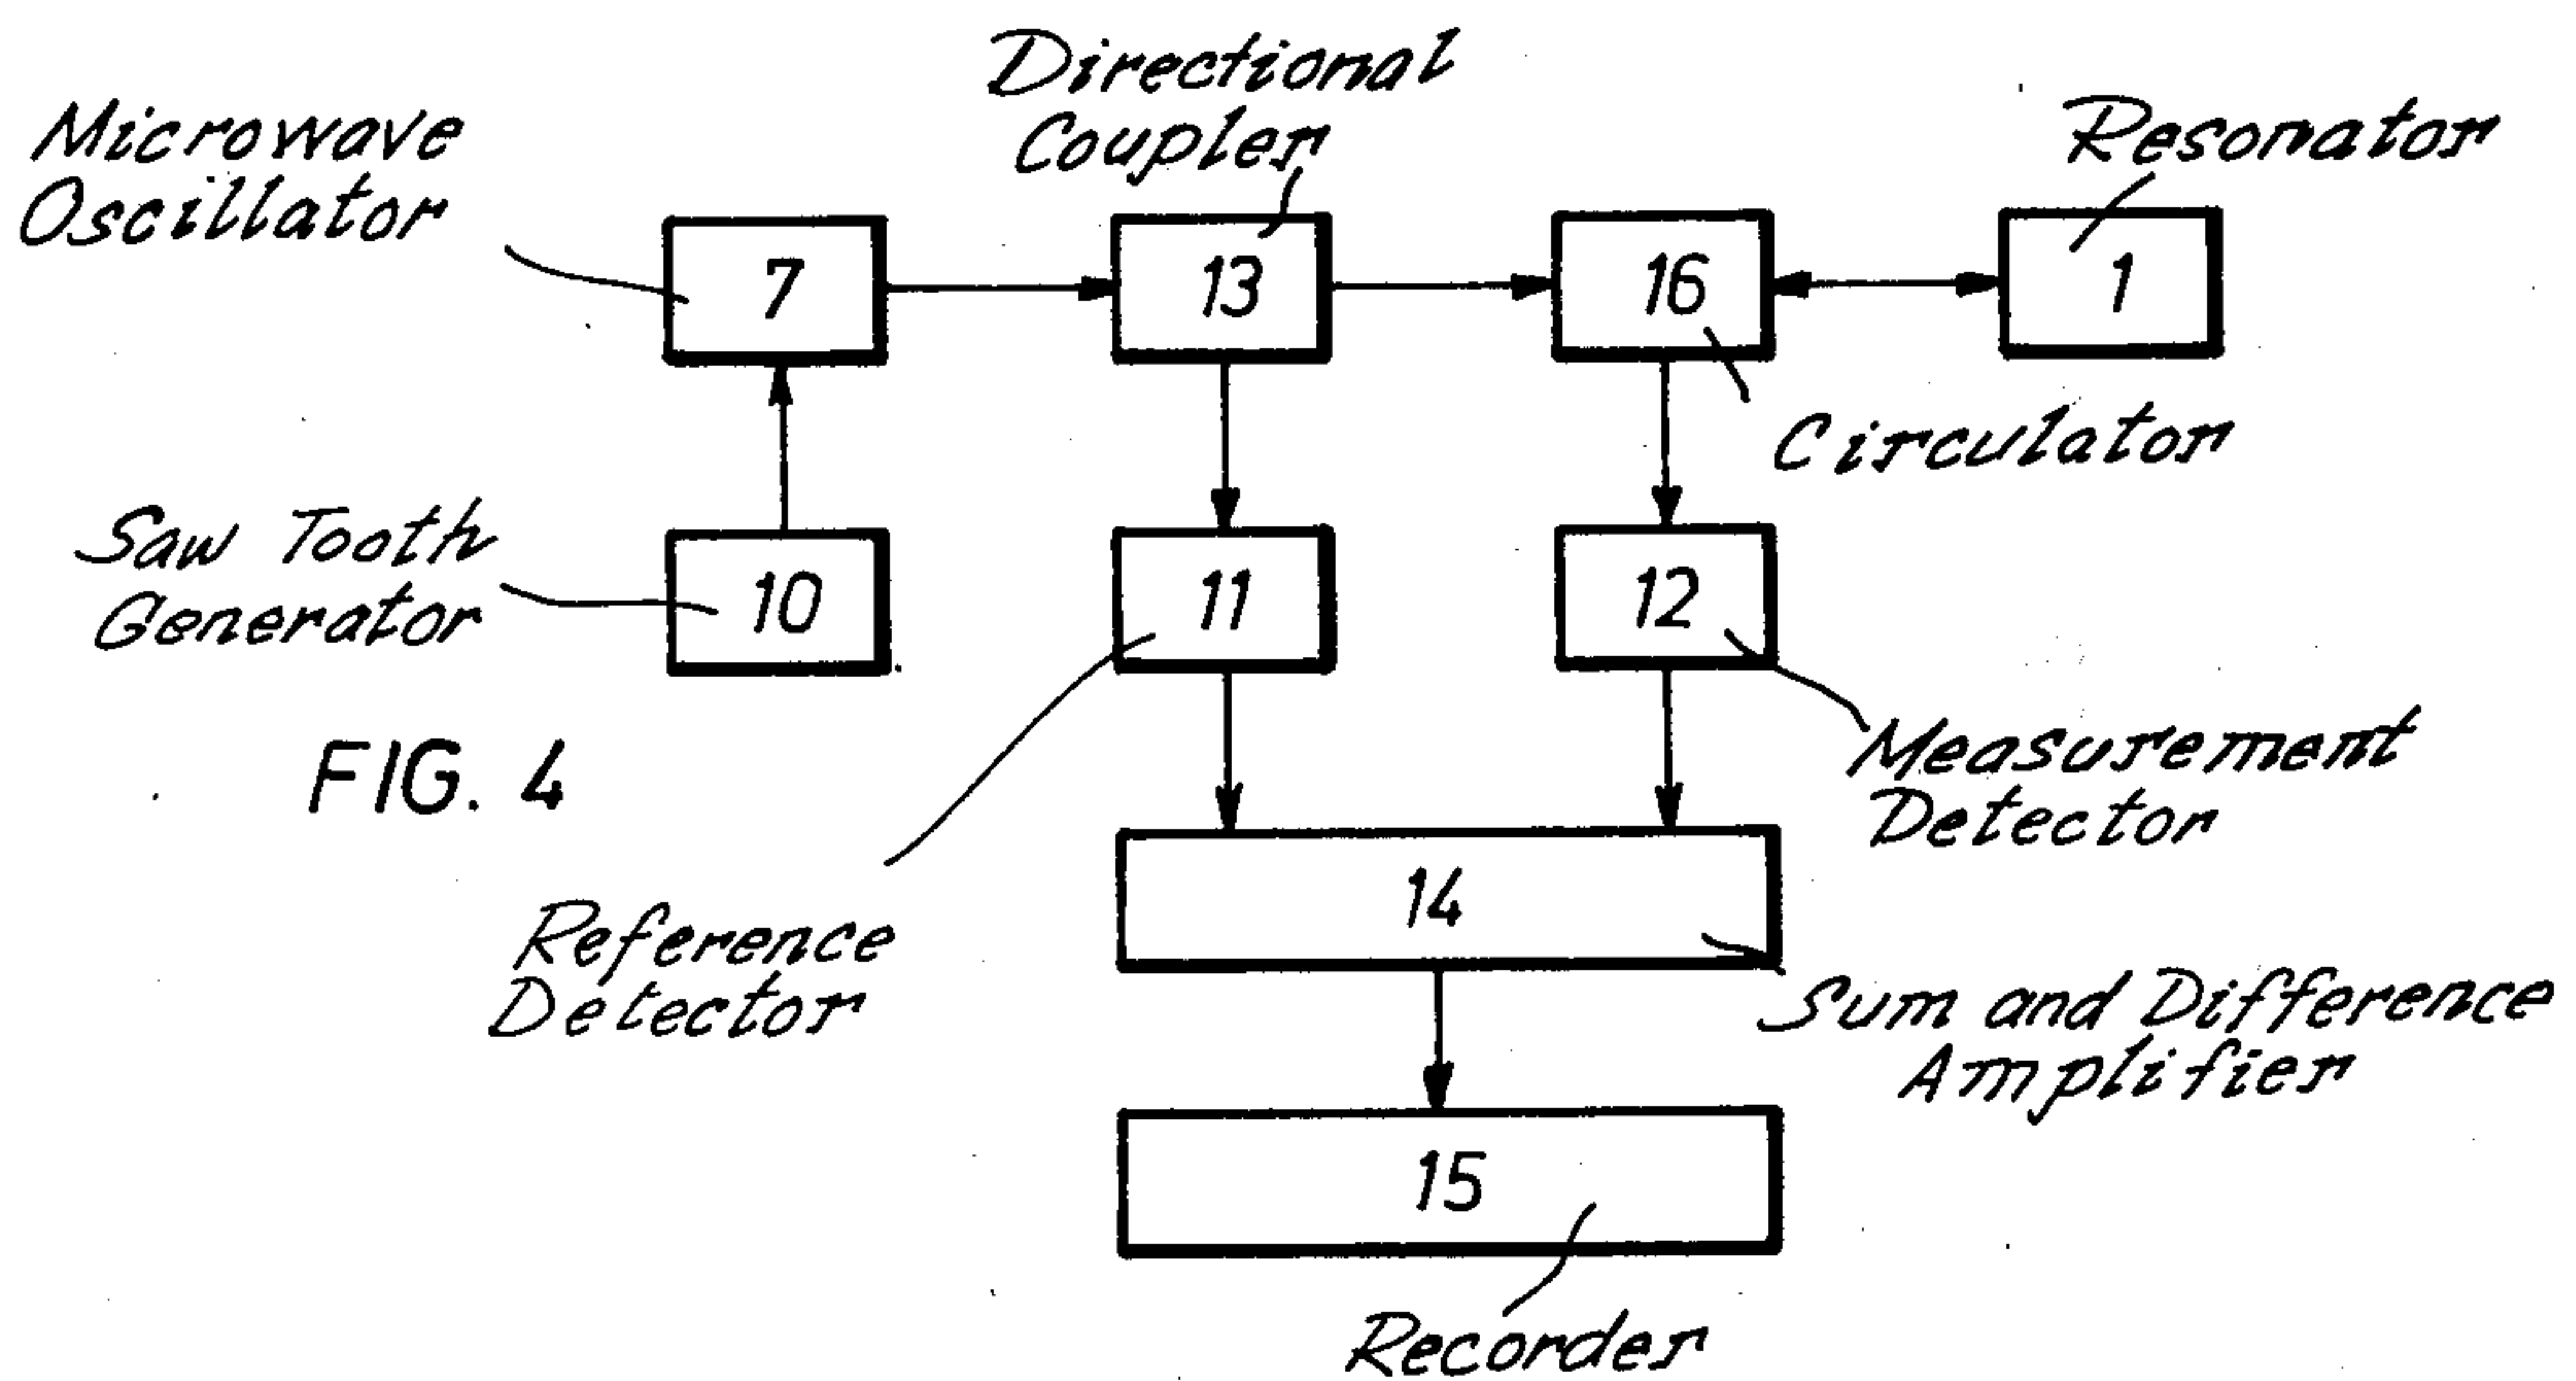 Directional
Coupler
Microwave
Oscillator
Resonator
7
13
16
1
Circulator
Saw Tooth
Generator
10
11
12
FIG. 4
Measurement
Detector
14
Reference
Detector
Sum and Difference
Amplifier
15
Recorder